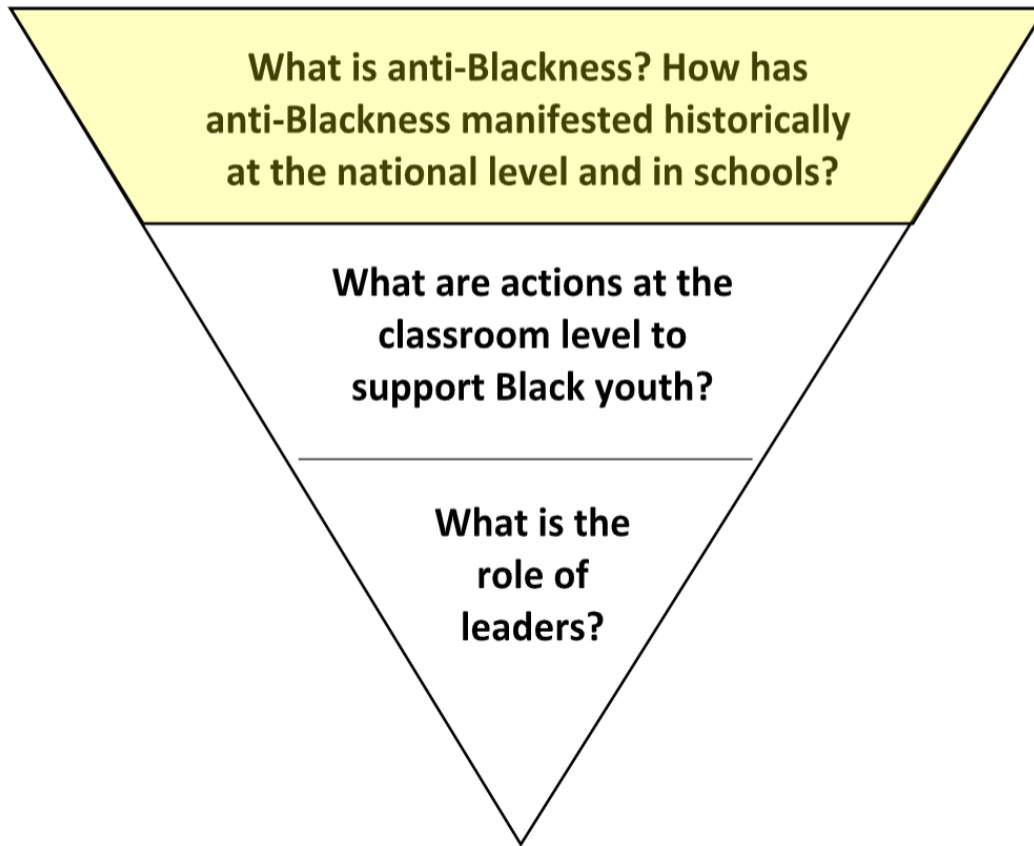 What is anti-Blackness? How has
anti-Blackness manifested historically
at the national level and in schools?
What are actions at the
classroom level to
support Black youth?
What is the
role of
leaders?